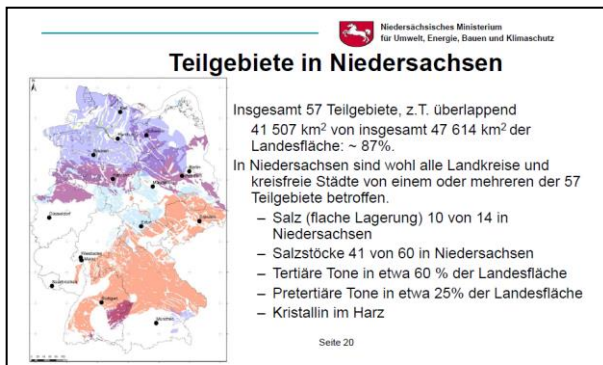 Niedersächsisches Ministerium
für Umwelt, Energie, Bauen und Klimaschutz
Teilgebiete in Niedersachsen
Insgesamt 57 Teilgebiete, z.T. überlappend
41 507 km² von insgesamt 47 614 km² der
Landesfläche: ~ 87%.
In Niedersachsen sind wohl alle Landkreise und
kreisfreie Städte von einem oder mehreren der 57
Teilgebiete betroffen.
– Salz (flache Lagerung) 10 von 14 in
Niedersachsen
– Salzstöcke 41 von 60 in Niedersachsen
– Tertiäre Tone in etwa 60 % der Landesfläche
– Pretertiäre Tone in etwa 25% der Landesfläche
– Kristallin im Harz
Seite 20